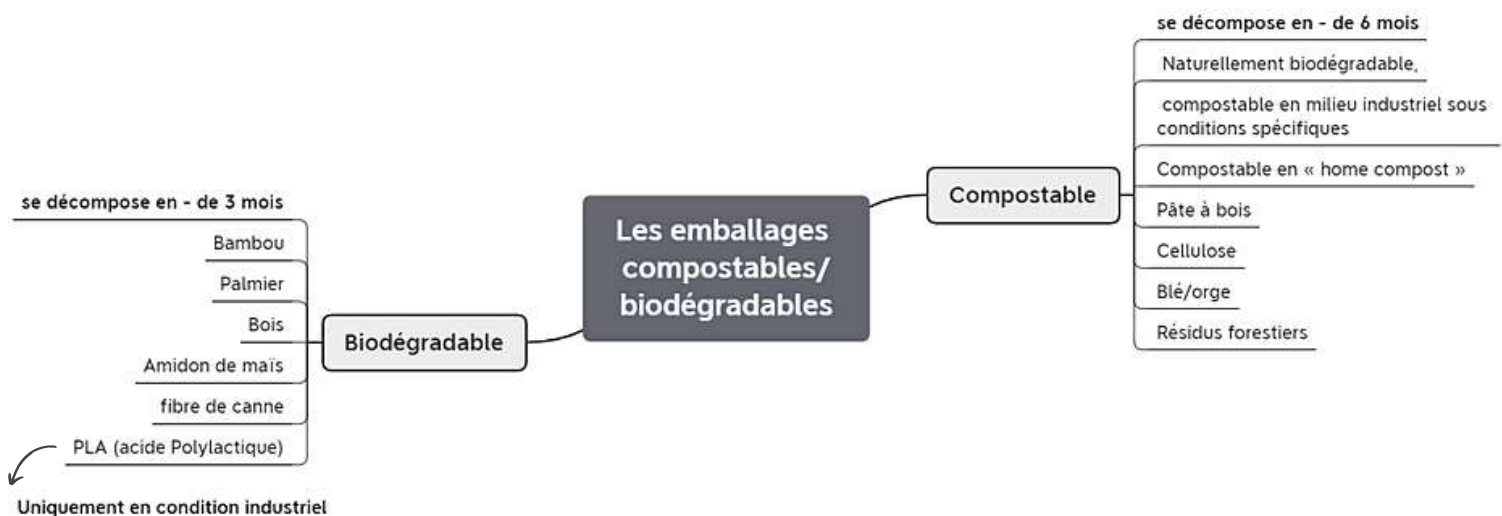 Les emballages
compostables/
biodégradables
Compostable
se décompose en - de 6 mois
Naturellement biodégradable,
compostable en milieu industriel sous
conditions spécifiques
Compostable en « home compost »
Pâte à bois
Cellulose
Blé/orge
Résidus forestiers
Biodégradable
se décompose en - de 3 mois
Bambou
Palmier
Bois
Amidon de maïs
fibre de canne
PLA (acide Polylactique)
Uniquement en condition industriel